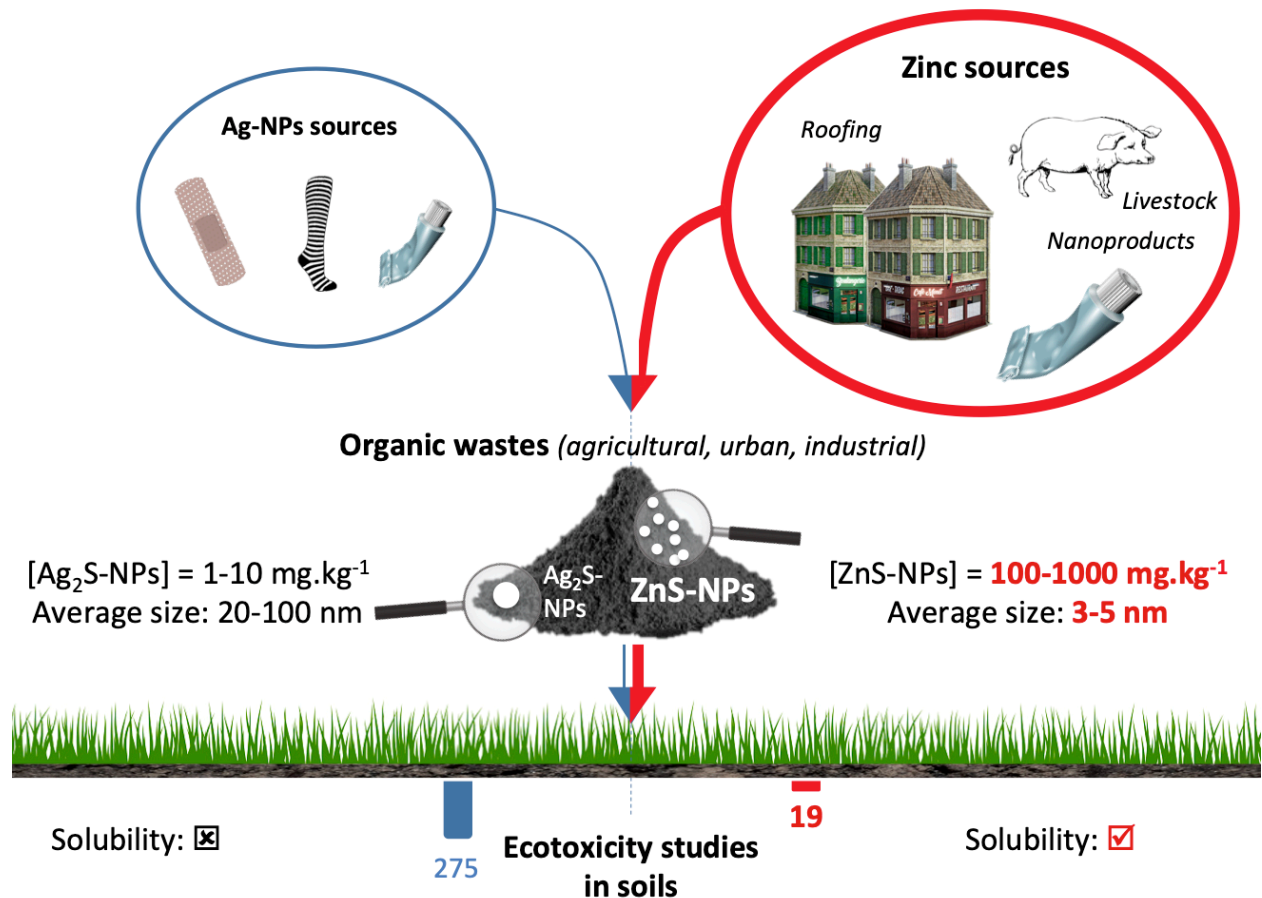 Ag-NPs sources
Zinc sources
Roofing
Livestock
Nanoproducts
Organic wastes (agricultural, urban, industrial)
[Ag₂S-NPs] = 1-10 mg.kg⁻¹
Average size: 20-100 nm
Ag₂S-
NPs
ZnS-NPs
[ZnS-NPs] = 100-1000 mg.kg⁻¹
Average size: 3-5 nm
Solubility: ☒
275
Ecotoxicity studies
in soils
19
Solubility: ☑